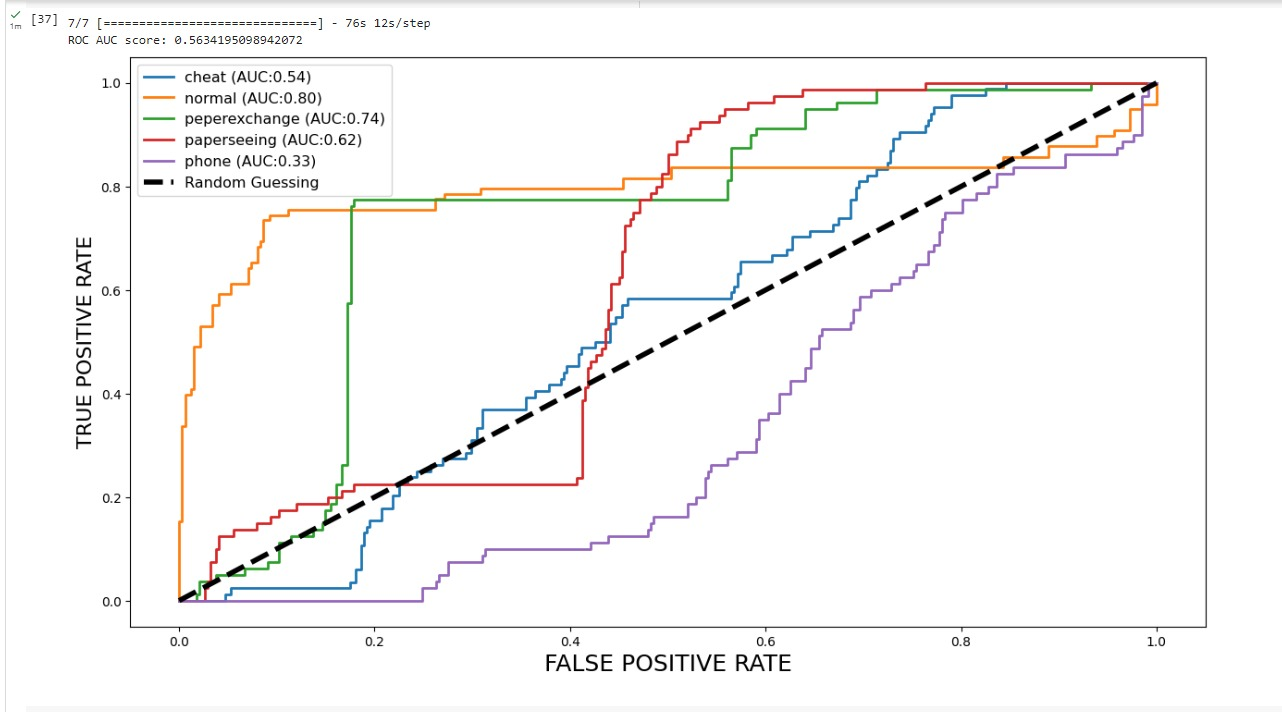 [37] 7/7 [==============================] - 76s 12s/step
1m
ROC AUC score: 0.5634195098942072
cheat (AUC:0.54)
normal (AUC:0.80)
peperexchange (AUC:0.74)
paperseeing (AUC:0.62)
phone (AUC:0.33)
Random Guessing
TRUE POSITIVE RATE
1.0
0.8
0.6
0.4
0.2
0.0
0.0 0.2 0.4 0.6 0.8 1.0
FALSE POSITIVE RATE